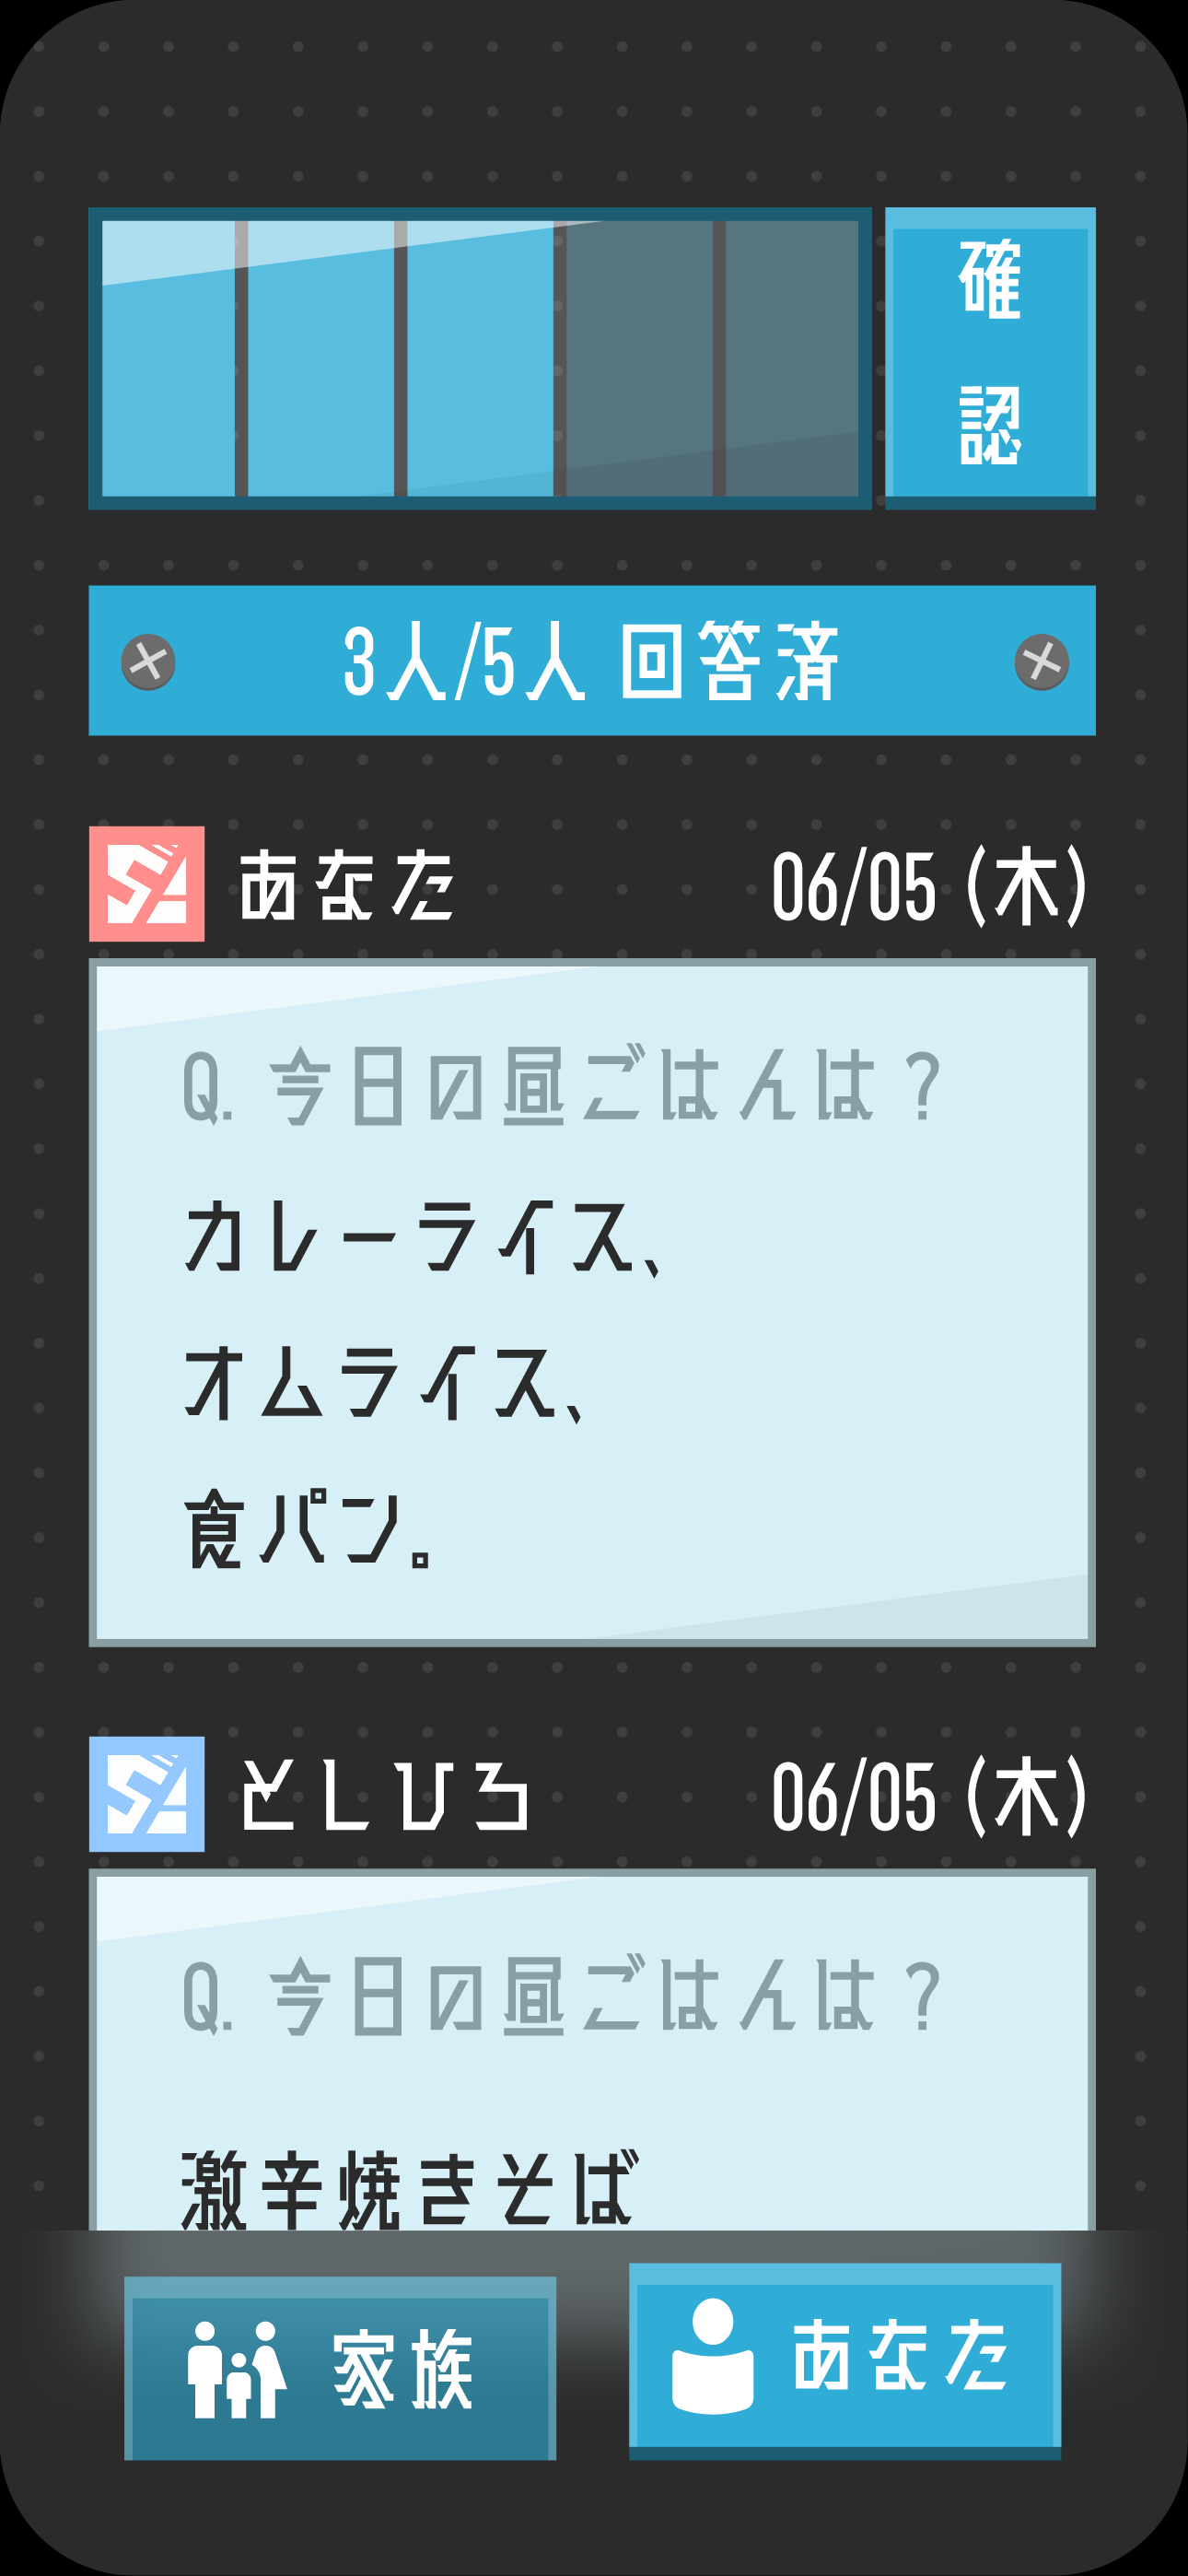 確認
3人/5人 回答済
あなた 06/05 (木)
Q. 今日の昼ごはんは？
カレーライス、
オムライス、
食パン。
としひろ 06/05 (木)
Q. 今日の昼ごはんは？
激辛焼きそば
家族 あなた